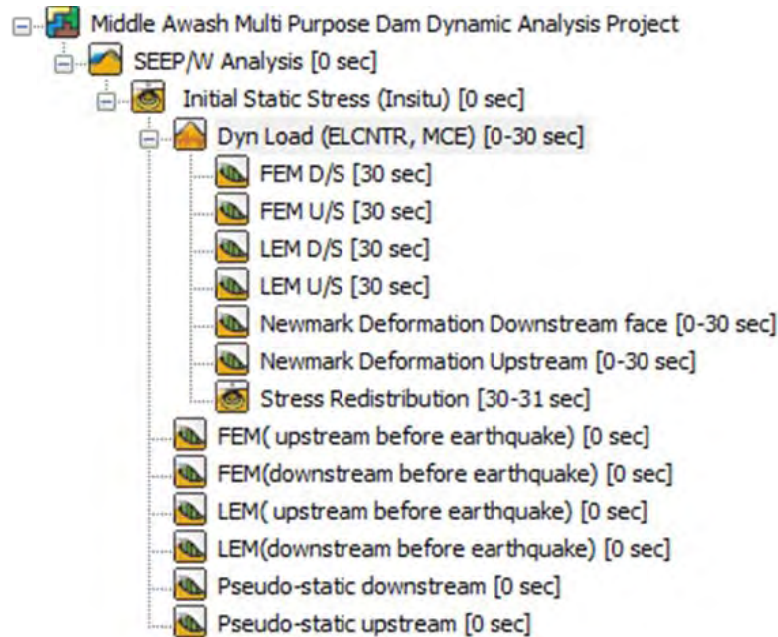 Middle Awash Multi Purpose Dam Dynamic Analysis Project
SEEP/W Analysis [0 sec]
Initial Static Stress (Insitu) [0 sec]
Dyn Load (ELCNTR, MCE) [0-30 sec]
FEM D/S [30 sec]
FEM U/S [30 sec]
LEM D/S [30 sec]
LEM U/S [30 sec]
Newmark Deformation Downstream face [0-30 sec]
Newmark Deformation Upstream [0-30 sec]
Stress Redistribution [30-31 sec]
FEM( upstream before earthquake) [0 sec]
FEM(downstream before earthquake) [0 sec]
LEM( upstream before earthquake) [0 sec]
LEM(downstream before earthquake) [0 sec]
Pseudo-static downstream [0 sec]
Pseudo-static upstream [0 sec]